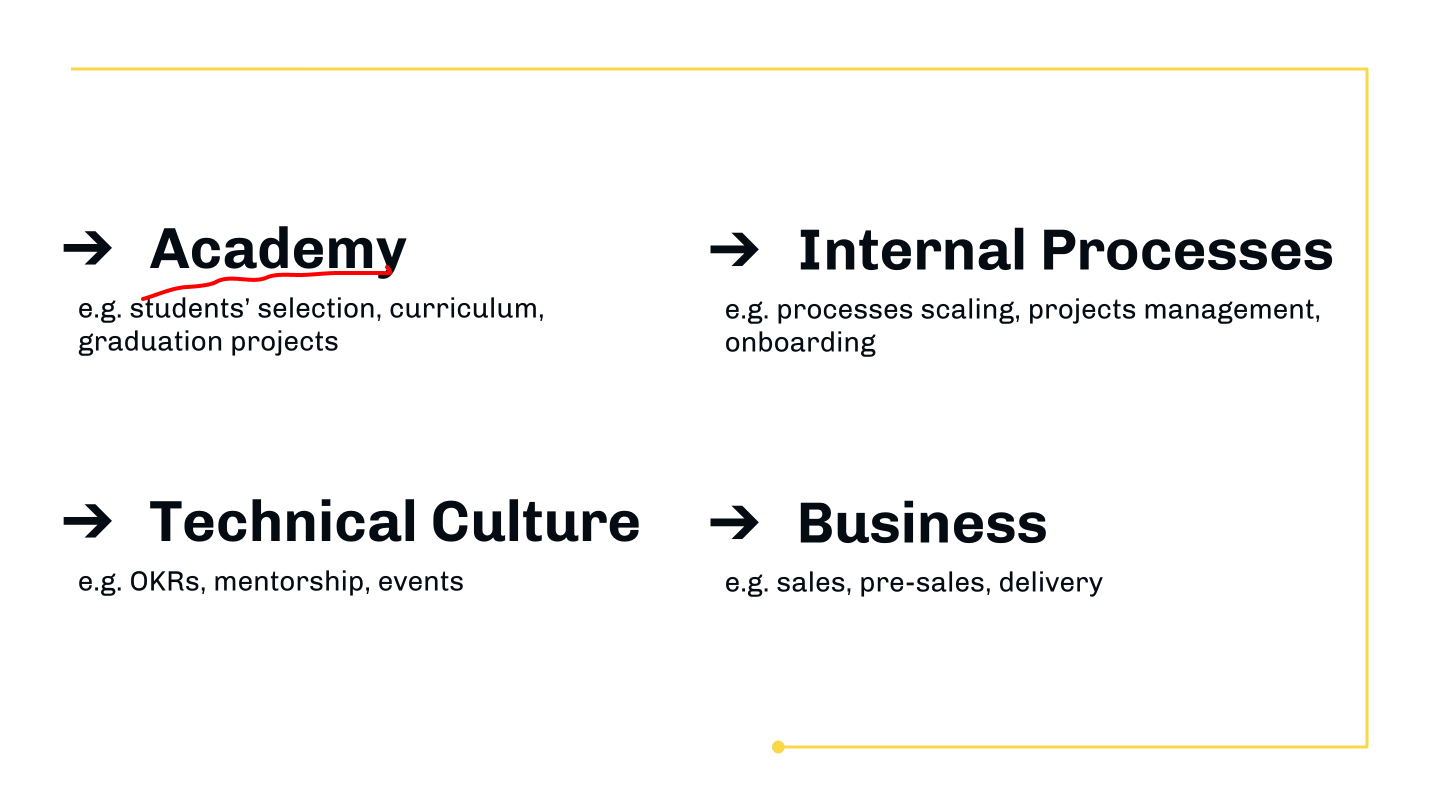 → Academy
e.g. students’ selection, curriculum,
graduation projects
→ Internal Processes
e.g. processes scaling, projects management,
onboarding
→ Technical Culture
e.g. OKRs, mentorship, events
→ Business
e.g. sales, pre-sales, delivery